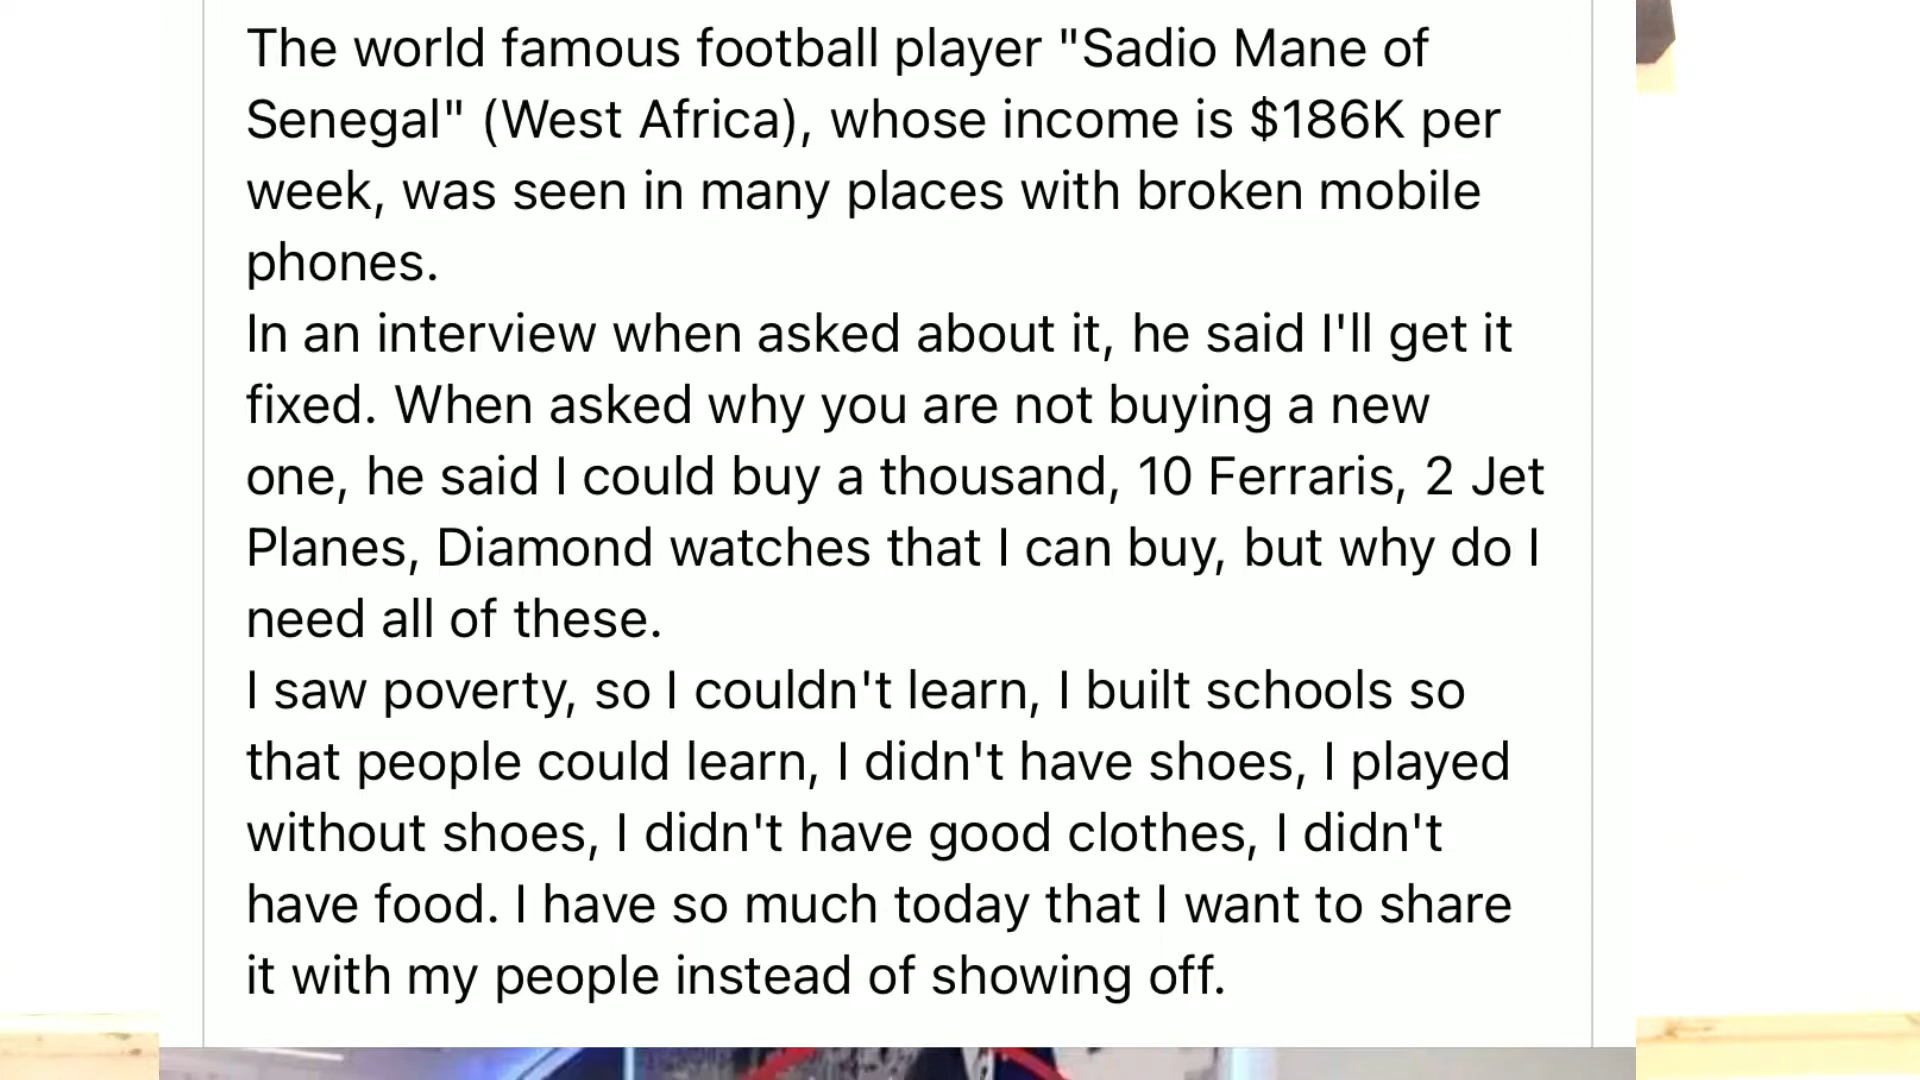 The world famous football player "Sadio Mane of
Senegal" (West Africa), whose income is $186K per
week, was seen in many places with broken mobile
phones.
In an interview when asked about it, he said I'll get it
fixed. When asked why you are not buying a new
one, he said I could buy a thousand, 10 Ferraris, 2 Jet
Planes, Diamond watches that I can buy, but why do I
need all of these.
I saw poverty, so I couldn't learn, I built schools so
that people could learn, I didn't have shoes, I played
without shoes, I didn't have good clothes, I didn't
have food. I have so much today that I want to share
it with my people instead of showing off.